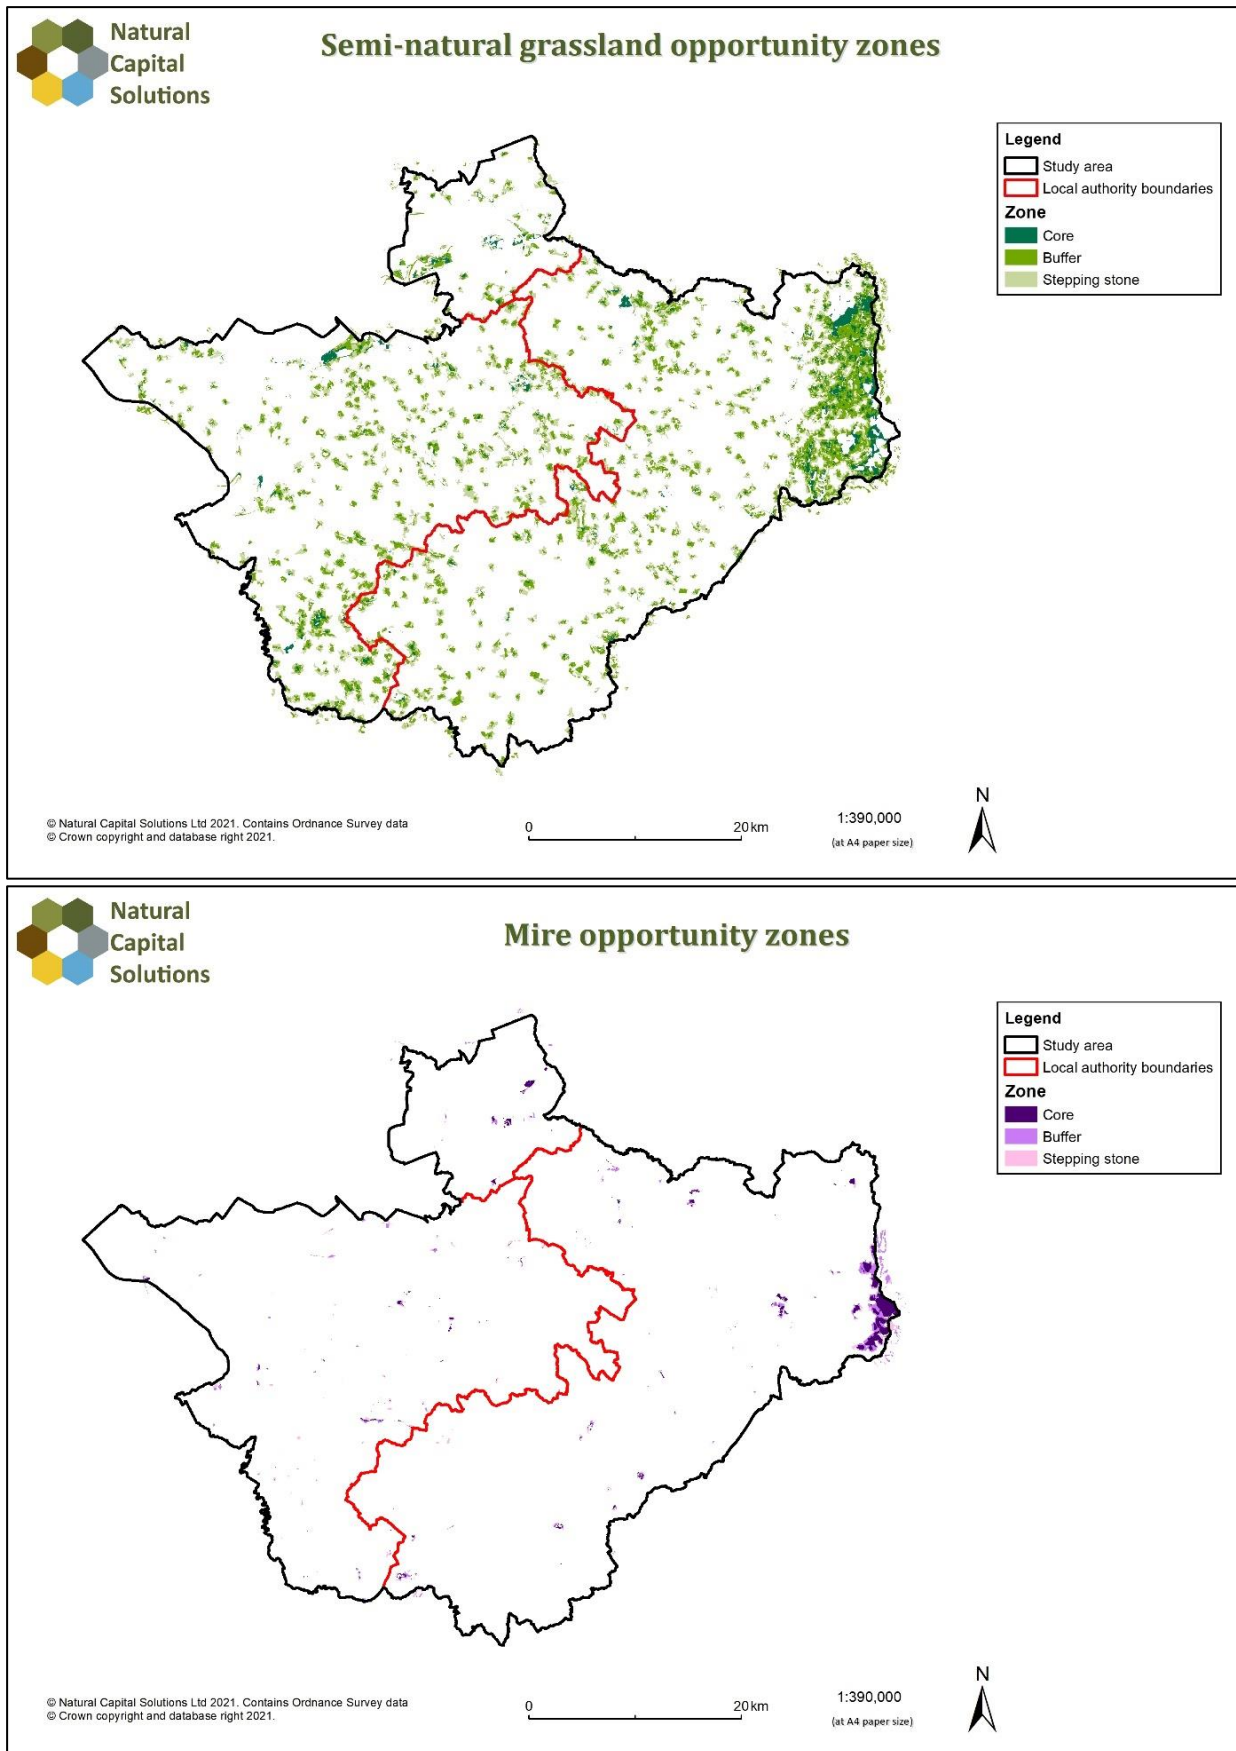 Natural
Capital
Solutions
Semi-natural grassland opportunity zones
Legend
Study area
Local authority boundaries
Zone
Core
Buffer
Stepping stone
© Natural Capital Solutions Ltd 2021. Contains Ordnance Survey data
© Crown copyright and database right 2021.
0 20 km
1:390,000
(at A4 paper size)
N
Natural
Capital
Solutions
Mire opportunity zones
Legend
Study area
Local authority boundaries
Zone
Core
Buffer
Stepping stone
© Natural Capital Solutions Ltd 2021. Contains Ordnance Survey data
© Crown copyright and database right 2021.
0 20 km
1:390,000
(at A4 paper size)
N